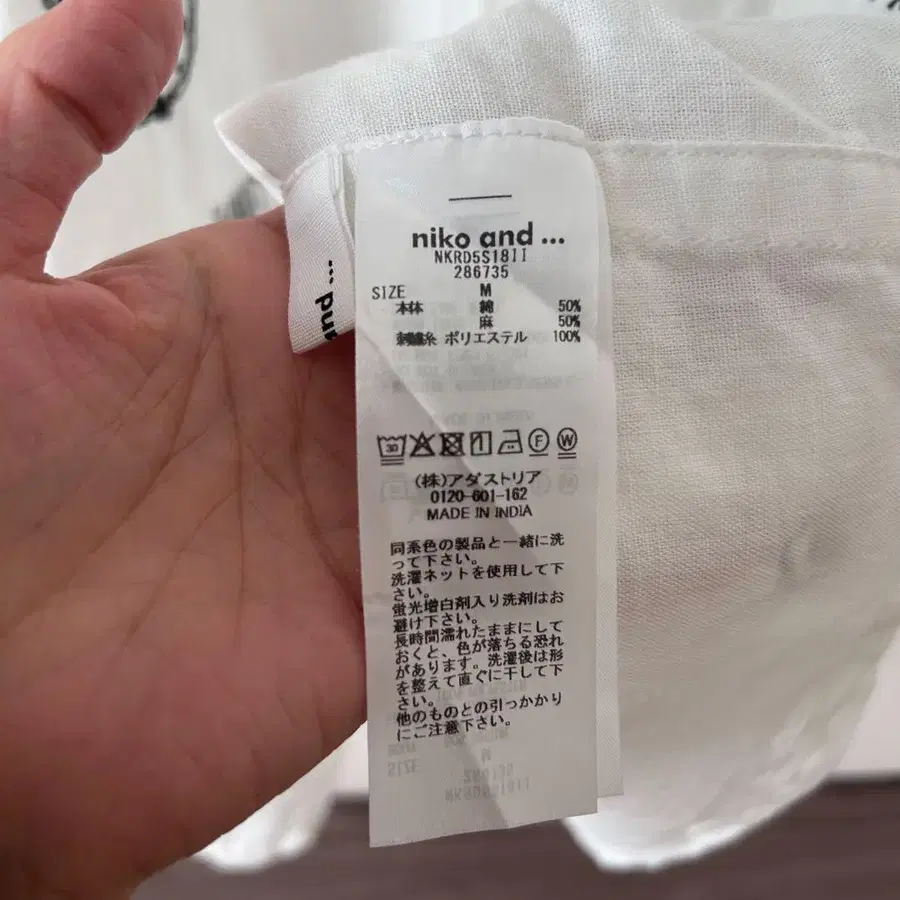 niko and ...
NKRD5S18II
286735
SIZE M
本体 綿 50%
麻 50%
刺繍糸 ポリエステル 100%
30
F
W
(株)アダストリア
0120-601-162
MADE IN INDIA
同系色の製品と一緒に洗
って下さい。
洗濯ネットを使用して下
さい。
蛍光増白剤入り洗剤はお
避け下さい。
長時間濡れたままにして
おくと、色が落ちる恐れ
があります。洗濯後は形
を整えて直ぐに干して下
さい。
他のものとの引っかかり
にご注意下さい。
and ...